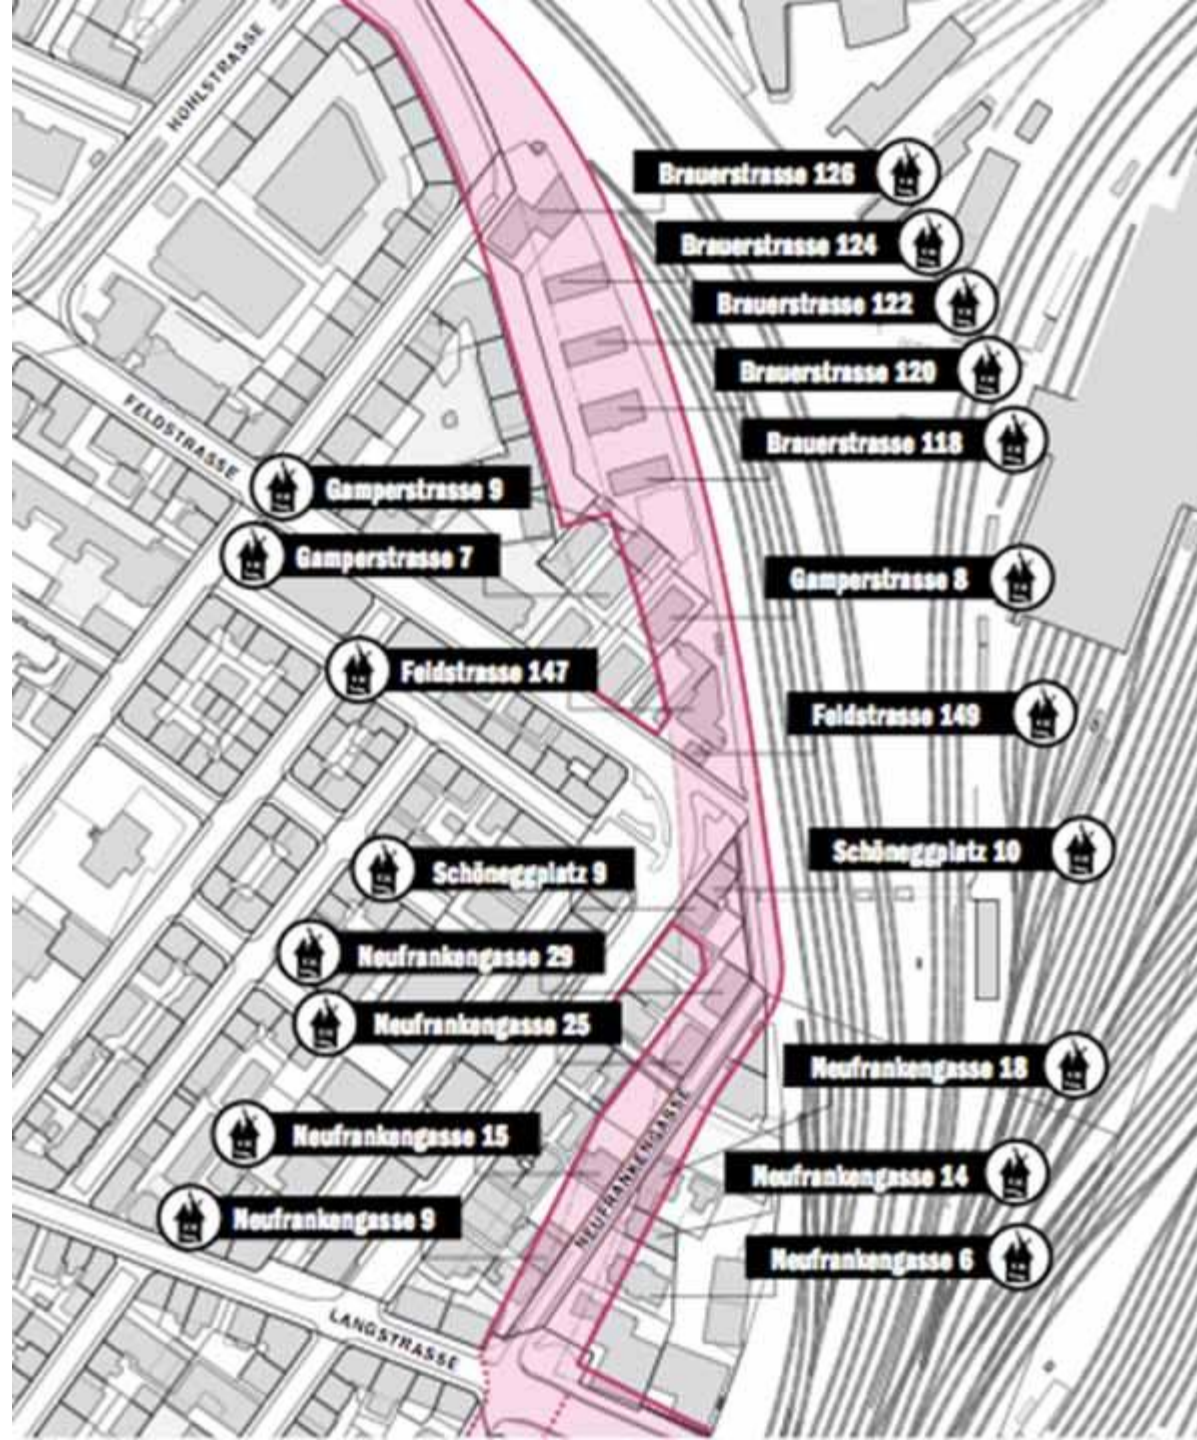 HOHLSTRASSE
Brauerstrasse 126
Brauerstrasse 124
Brauerstrasse 122
Brauerstrasse 120
FELDSTRASSE
Brauerstrasse 118
Gamperstrasse 9
Gamperstrasse 7
Gamperstrasse 8
Feldstrasse 147
Feldstrasse 149
Schöneggplatz 10
Schöneggplatz 9
Neufrankengasse 29
Neufrankengasse 25
Neufrankengasse 18
Neufrankengasse 15
NEUFRANKENGASSE
Neufrankengasse 14
Neufrankengasse 9
Neufrankengasse 6
LANGSTRASSE